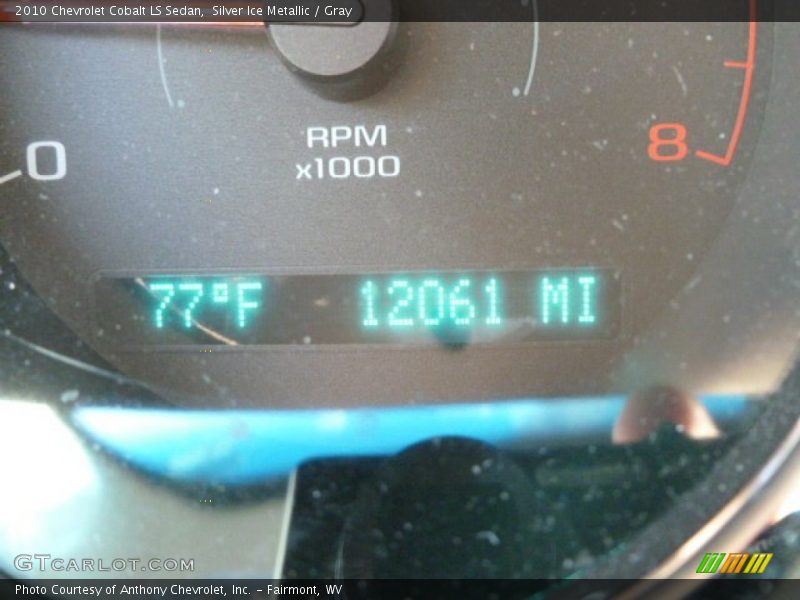 2010 Chevrolet Cobalt LS Sedan, Silver Ice Metallic / Gray
RPM
x1000
0
8
77°F 12061 MI
GTCARLOT.COM
Photo Courtesy of Anthony Chevrolet, Inc. – Fairmont, WV